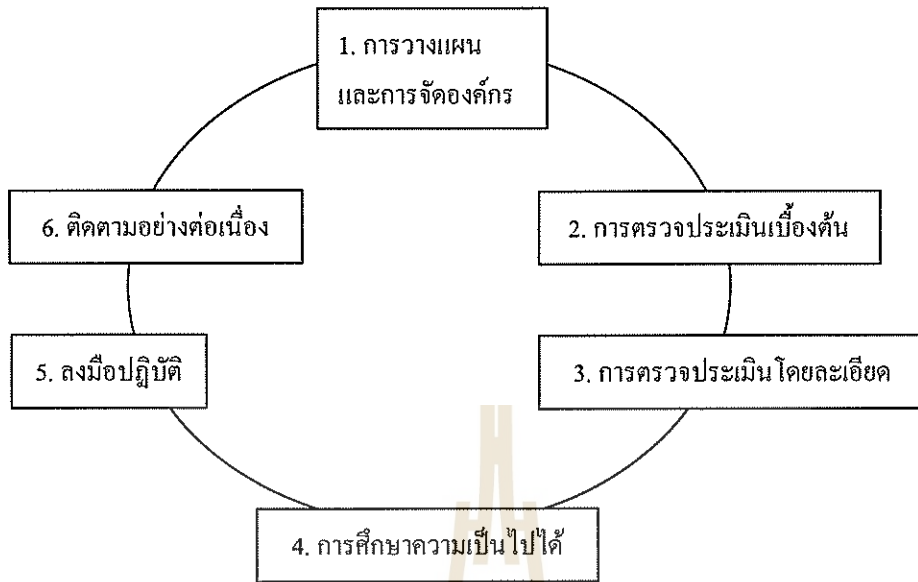 1. การวางแผน
และการจัดองค์กร
6. ติดตามอย่างต่อเนื่อง
2. การตรวจประเมินเบื้องต้น
5. ลงมือปฏิบัติ
3. การตรวจประเมินโดยละเอียด
4. การศึกษาความเป็นไปได้